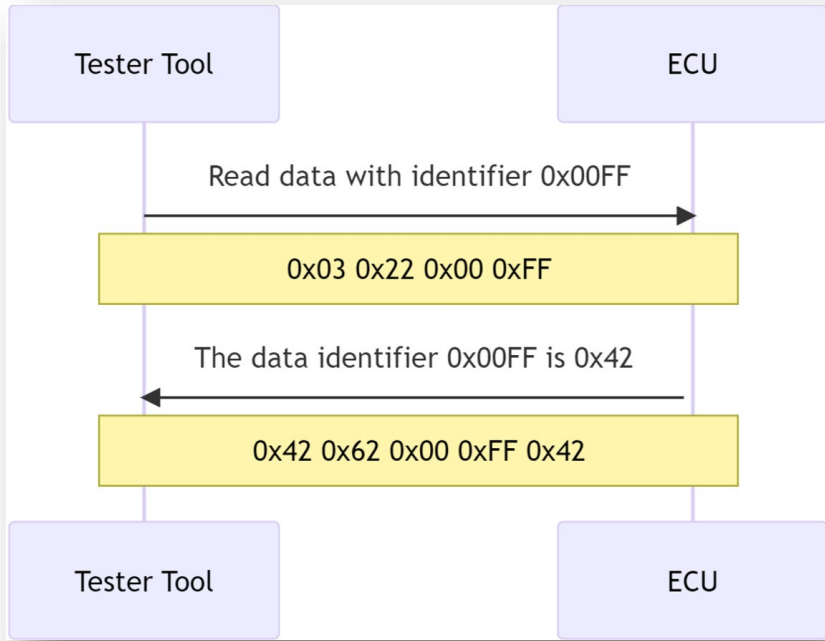 Tester Tool
ECU
Read data with identifier 0x00FF
0x03 0x22 0x00 0xFF
The data identifier 0x00FF is 0x42
0x42 0x62 0x00 0xFF 0x42
Tester Tool
ECU